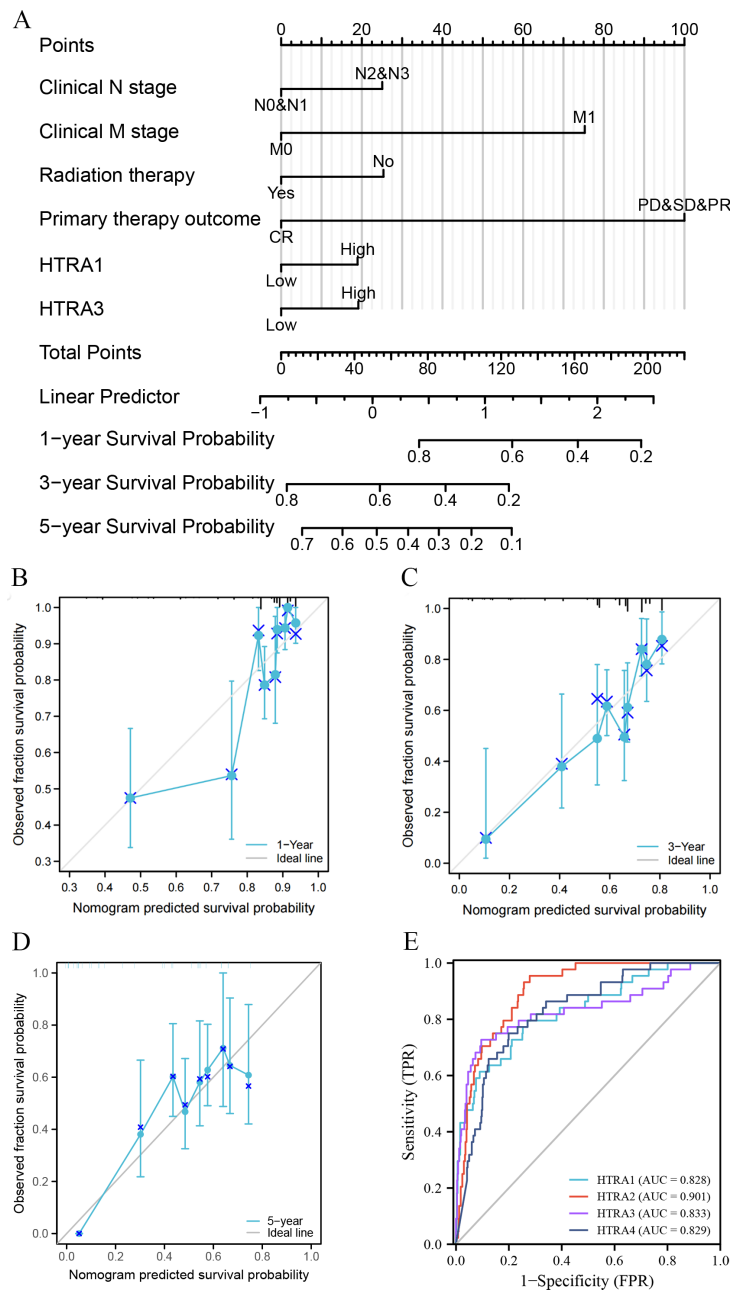 A
Points
0 10 20 30 40 50 60 70 80 90 100
Clinical N stage
N2&N3
N0&N1
Clinical M stage
M1
M0
Radiation therapy
No
Yes
Primary therapy outcome
PD&SD&PR
CR
HTRA1
High
Low
HTRA3
High
Low
Total Points
0 40 80 120 160 200
Linear Predictor
−1 0 1 2
1−year Survival Probability
0.8 0.6 0.4 0.2
3−year Survival Probability
0.8 0.6 0.4 0.2
5−year Survival Probability
0.7 0.6 0.5 0.4 0.3 0.2 0.1
B
Observed fraction survival probability
1.0
0.9
0.8
0.7
0.6
0.5
0.4
0.3
1−Year
Ideal line
0.3 0.4 0.5 0.6 0.7 0.8 0.9 1.0
Nomogram predicted survival probability
C
Observed fraction survival probability
1.0
0.8
0.6
0.4
0.2
0.0
3−Year
Ideal line
0.0 0.2 0.4 0.6 0.8 1.0
Nomogram predicted survival probability
D
Observed fraction survival probability
1.0
0.8
0.6
0.4
0.2
0.0
5−year
Ideal line
0.0 0.2 0.4 0.6 0.8 1.0
Nomogram predicted survival probability
E
Sensitivity (TPR)
1.0
0.8
0.6
0.4
0.2
0.0
HTRA1 (AUC = 0.828)
HTRA2 (AUC = 0.901)
HTRA3 (AUC = 0.833)
HTRA4 (AUC = 0.829)
0.0 0.2 0.4 0.6 0.8 1.0
1−Specificity (FPR)